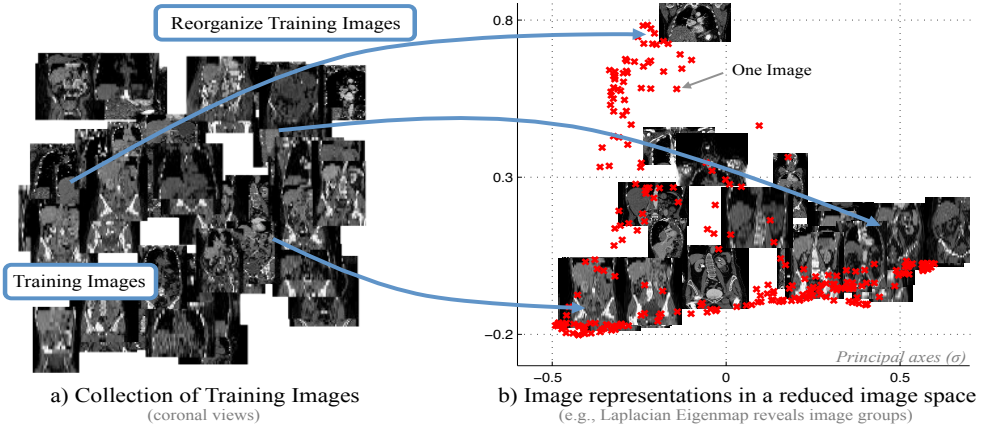 Reorganize Training Images
Training Images
a) Collection of Training Images
(coronal views)
0.8
One Image
0.3
−0.2
Principal axes (σ)
−0.5
0
0.5
b) Image representations in a reduced image space
(e.g., Laplacian Eigenmap reveals image groups)